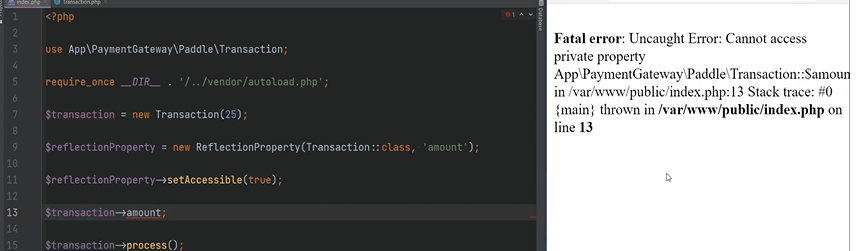 index.php Transaction.php
1 <?php
2
3 use App\PaymentGateway\Paddle\Transaction;
4
5 require_once __DIR__ . '/../vendor/autoload.php';
6
7 $transaction = new Transaction(25);
8
9 $reflectionProperty = new ReflectionProperty(Transaction::class, 'amount');
10
11 $reflectionProperty->setAccessible(true);
12
13 $transaction->amount;
14
15 $transaction->process();
1
Database
Fatal error: Uncaught Error: Cannot access
private property
App\PaymentGateway\Paddle\Transaction::$amoun
in /var/www/public/index.php:13 Stack trace: #0
{main} thrown in /var/www/public/index.php on
line 13